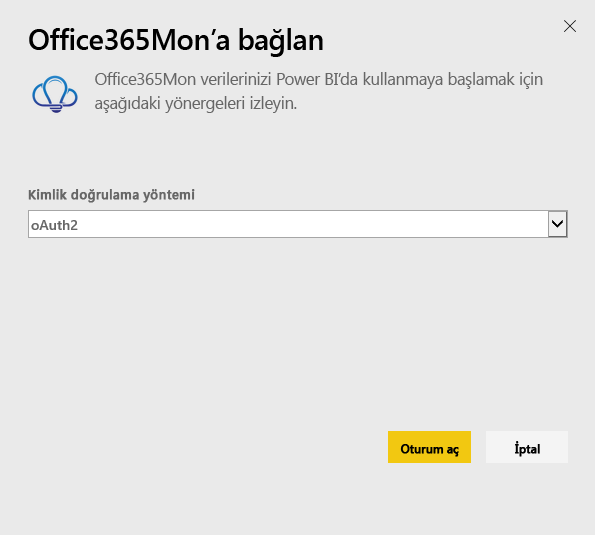 Office365Mon’a bağlan
Office365Mon verilerinizi Power BI’da kullanmaya başlamak için
aşağıdaki yönergeleri izleyin.
Kimlik doğrulama yöntemi
oAuth2
Oturum aç
İptal